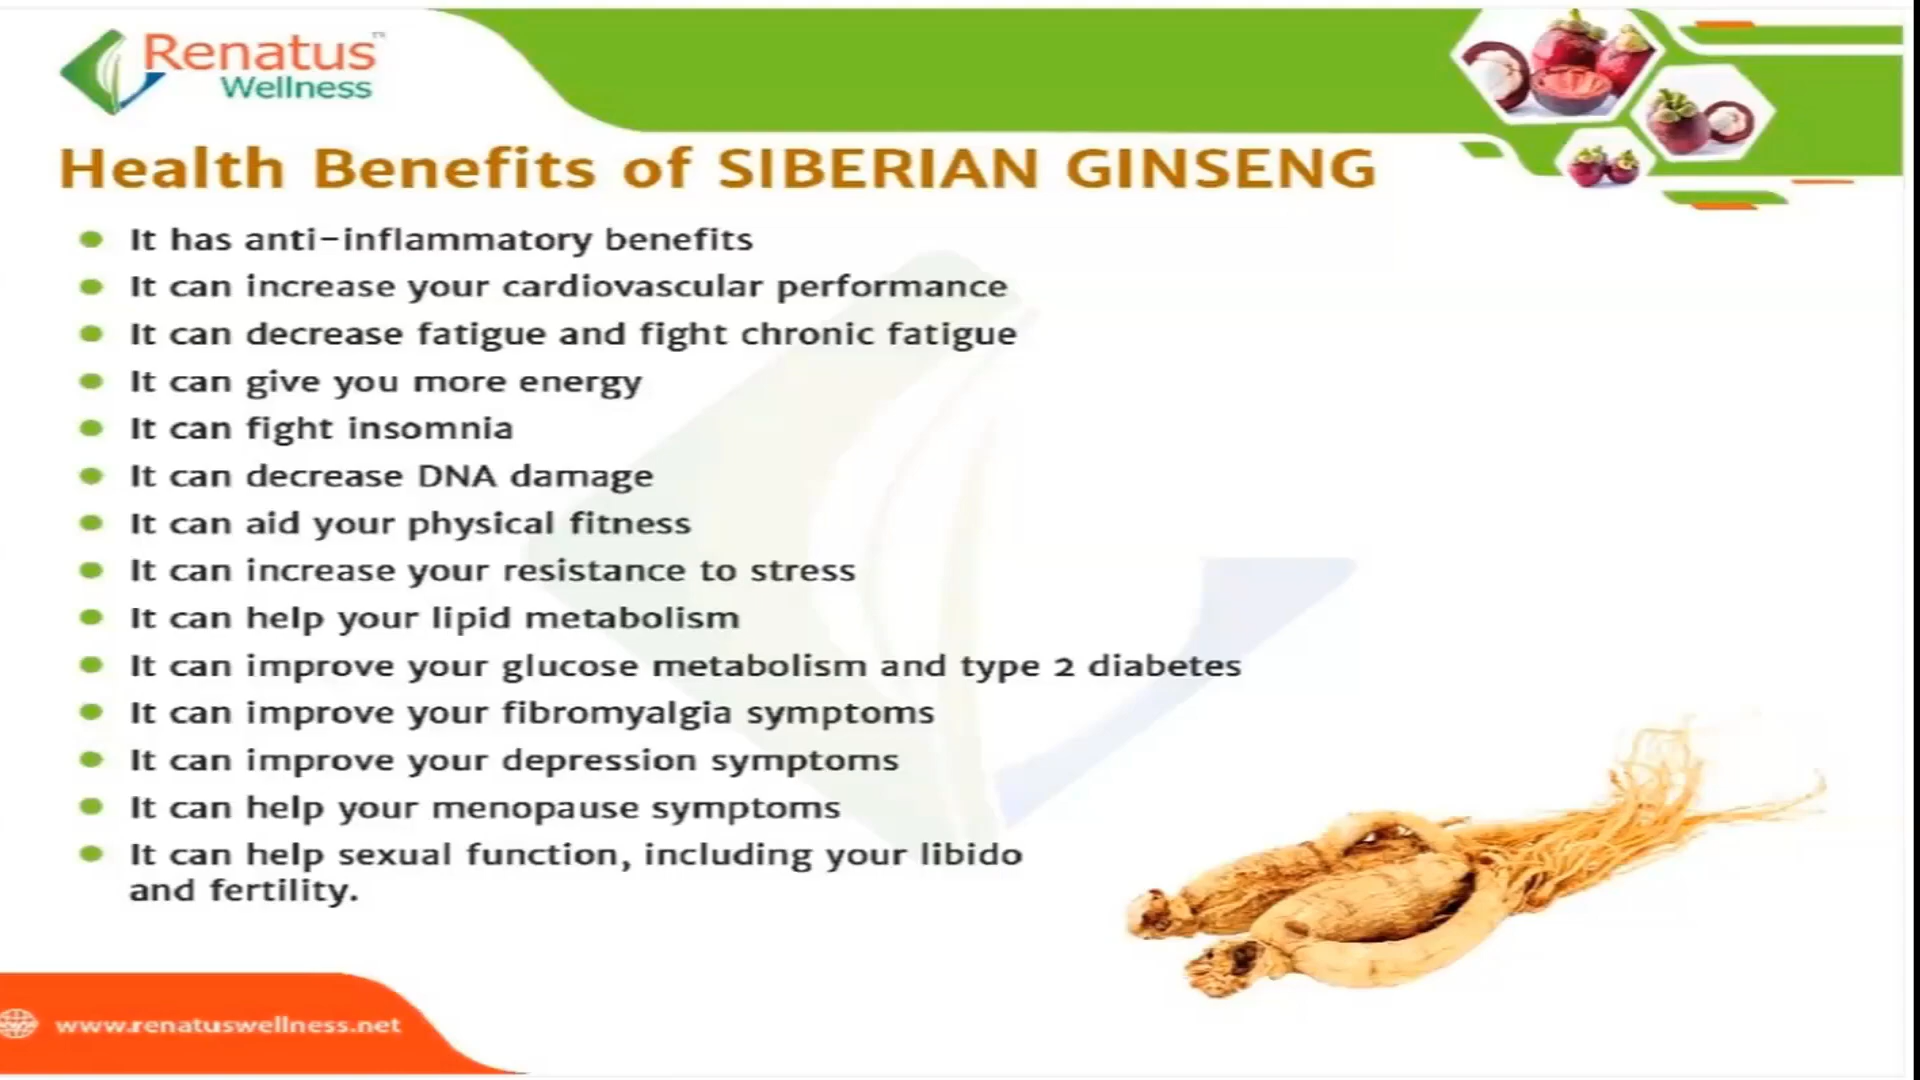 Renatus™
Wellness
Health Benefits of SIBERIAN GINSENG
It has anti-inflammatory benefits
It can increase your cardiovascular performance
It can decrease fatigue and fight chronic fatigue
It can give you more energy
It can fight insomnia
It can decrease DNA damage
It can aid your physical fitness
It can increase your resistance to stress
It can help your lipid metabolism
It can improve your glucose metabolism and type 2 diabetes
It can improve your fibromyalgia symptoms
It can improve your depression symptoms
It can help your menopause symptoms
It can help sexual function, including your libido
and fertility.
www.renatuswellness.net